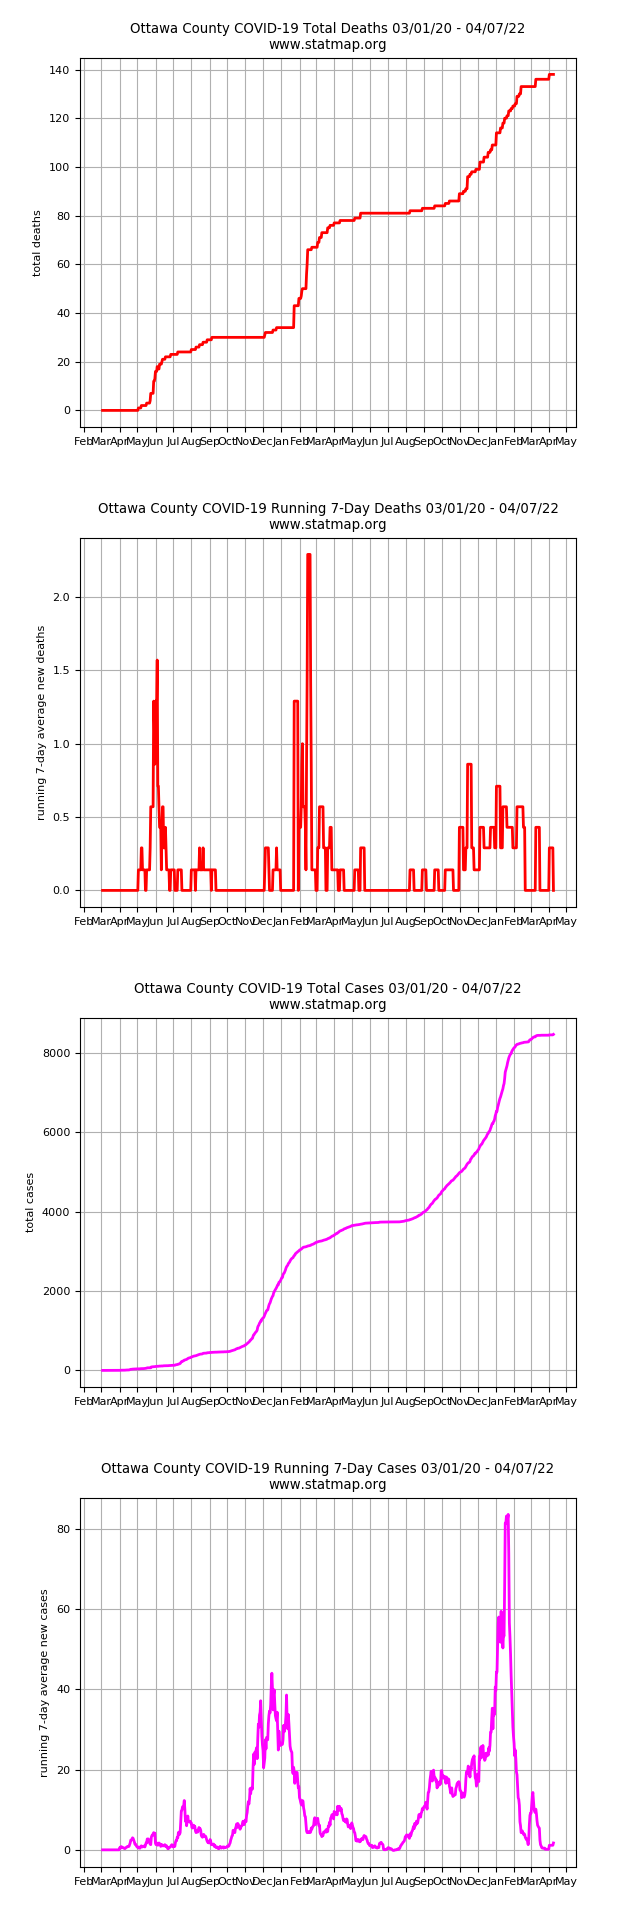 Ottawa County COVID-19 Total Deaths 03/01/20 - 04/07/22
www.statmap.org
total deaths
140
120
100
80
60
40
20
0
Feb Mar Apr May Jun Jul Aug Sep Oct Nov Dec Jan Feb Mar Apr May Jun Jul Aug Sep Oct Nov Dec Jan Feb Mar Apr May
Ottawa County COVID-19 Running 7-Day Deaths 03/01/20 - 04/07/22
www.statmap.org
running 7-day average new deaths
2.0
1.5
1.0
0.5
0.0
Feb Mar Apr May Jun Jul Aug Sep Oct Nov Dec Jan Feb Mar Apr May Jun Jul Aug Sep Oct Nov Dec Jan Feb Mar Apr May
Ottawa County COVID-19 Total Cases 03/01/20 - 04/07/22
www.statmap.org
total cases
8000
6000
4000
2000
0
Feb Mar Apr May Jun Jul Aug Sep Oct Nov Dec Jan Feb Mar Apr May Jun Jul Aug Sep Oct Nov Dec Jan Feb Mar Apr May
Ottawa County COVID-19 Running 7-Day Cases 03/01/20 - 04/07/22
www.statmap.org
running 7-day average new cases
80
60
40
20
0
Feb Mar Apr May Jun Jul Aug Sep Oct Nov Dec Jan Feb Mar Apr May Jun Jul Aug Sep Oct Nov Dec Jan Feb Mar Apr May